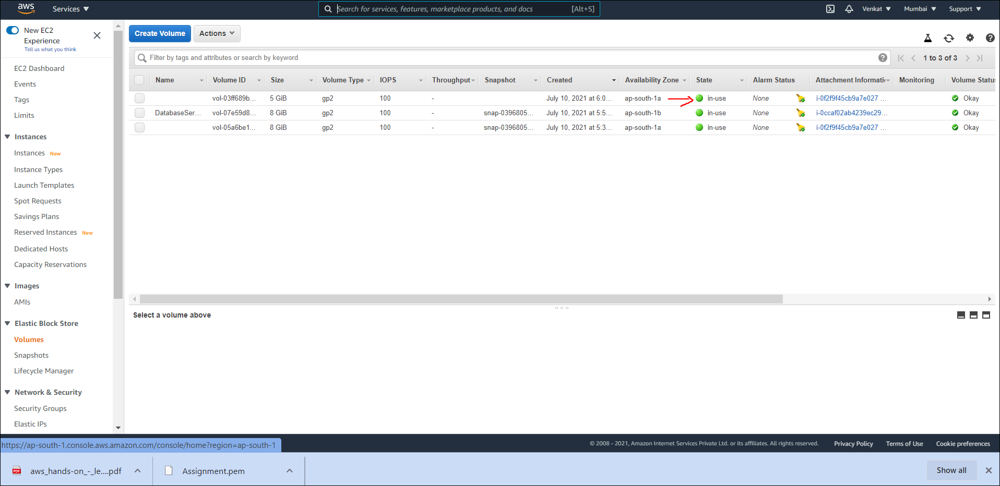 aws Services Search for services, features, marketplace products, and docs [Alt+S] Venkat Mumbai Support
New EC2
Experience
Tell us what you think
EC2 Dashboard
Events
Tags
Limits
Instances
Instances New
Instance Types
Launch Templates
Spot Requests
Savings Plans
Reserved Instances New
Dedicated Hosts
Capacity Reservations
Images
AMIs
Elastic Block Store
Volumes
Snapshots
Lifecycle Manager
Network & Security
Security Groups
Elastic IPs
Create Volume Actions
Filter by tags and attributes or search by keyword 1 to 3 of 3
Name Volume ID Size Volume Type IOPS Throughput Snapshot Created Availability Zone State Alarm Status Attachment Informati Monitoring Volume Statu
vol-03ff689b... 5 GiB gp2 100 - July 10, 2021 at 6:0... ap-south-1a in-use None i-0f2f9f45cb9a7e027 ... Okay
DatabaseSer... vol-07e59d8... 8 GiB gp2 100 - snap-0396805... July 10, 2021 at 5:5... ap-south-1b in-use None i-0ccaf02ab4239ec29... Okay
vol-05a6be1... 8 GiB gp2 100 - snap-0396805... July 10, 2021 at 5:3... ap-south-1a in-use None i-0f2f9f45cb9a7e027 ... Okay
Select a volume above
https://ap-south-1.console.aws.amazon.com/console/home?region=ap-south-1
© 2008 - 2021, Amazon Internet Services Private Ltd. or its affiliates. All rights reserved. Privacy Policy Terms of Use Cookie preferences
PDF aws_hands-on_-_le....pdf Assignment.pem Show all